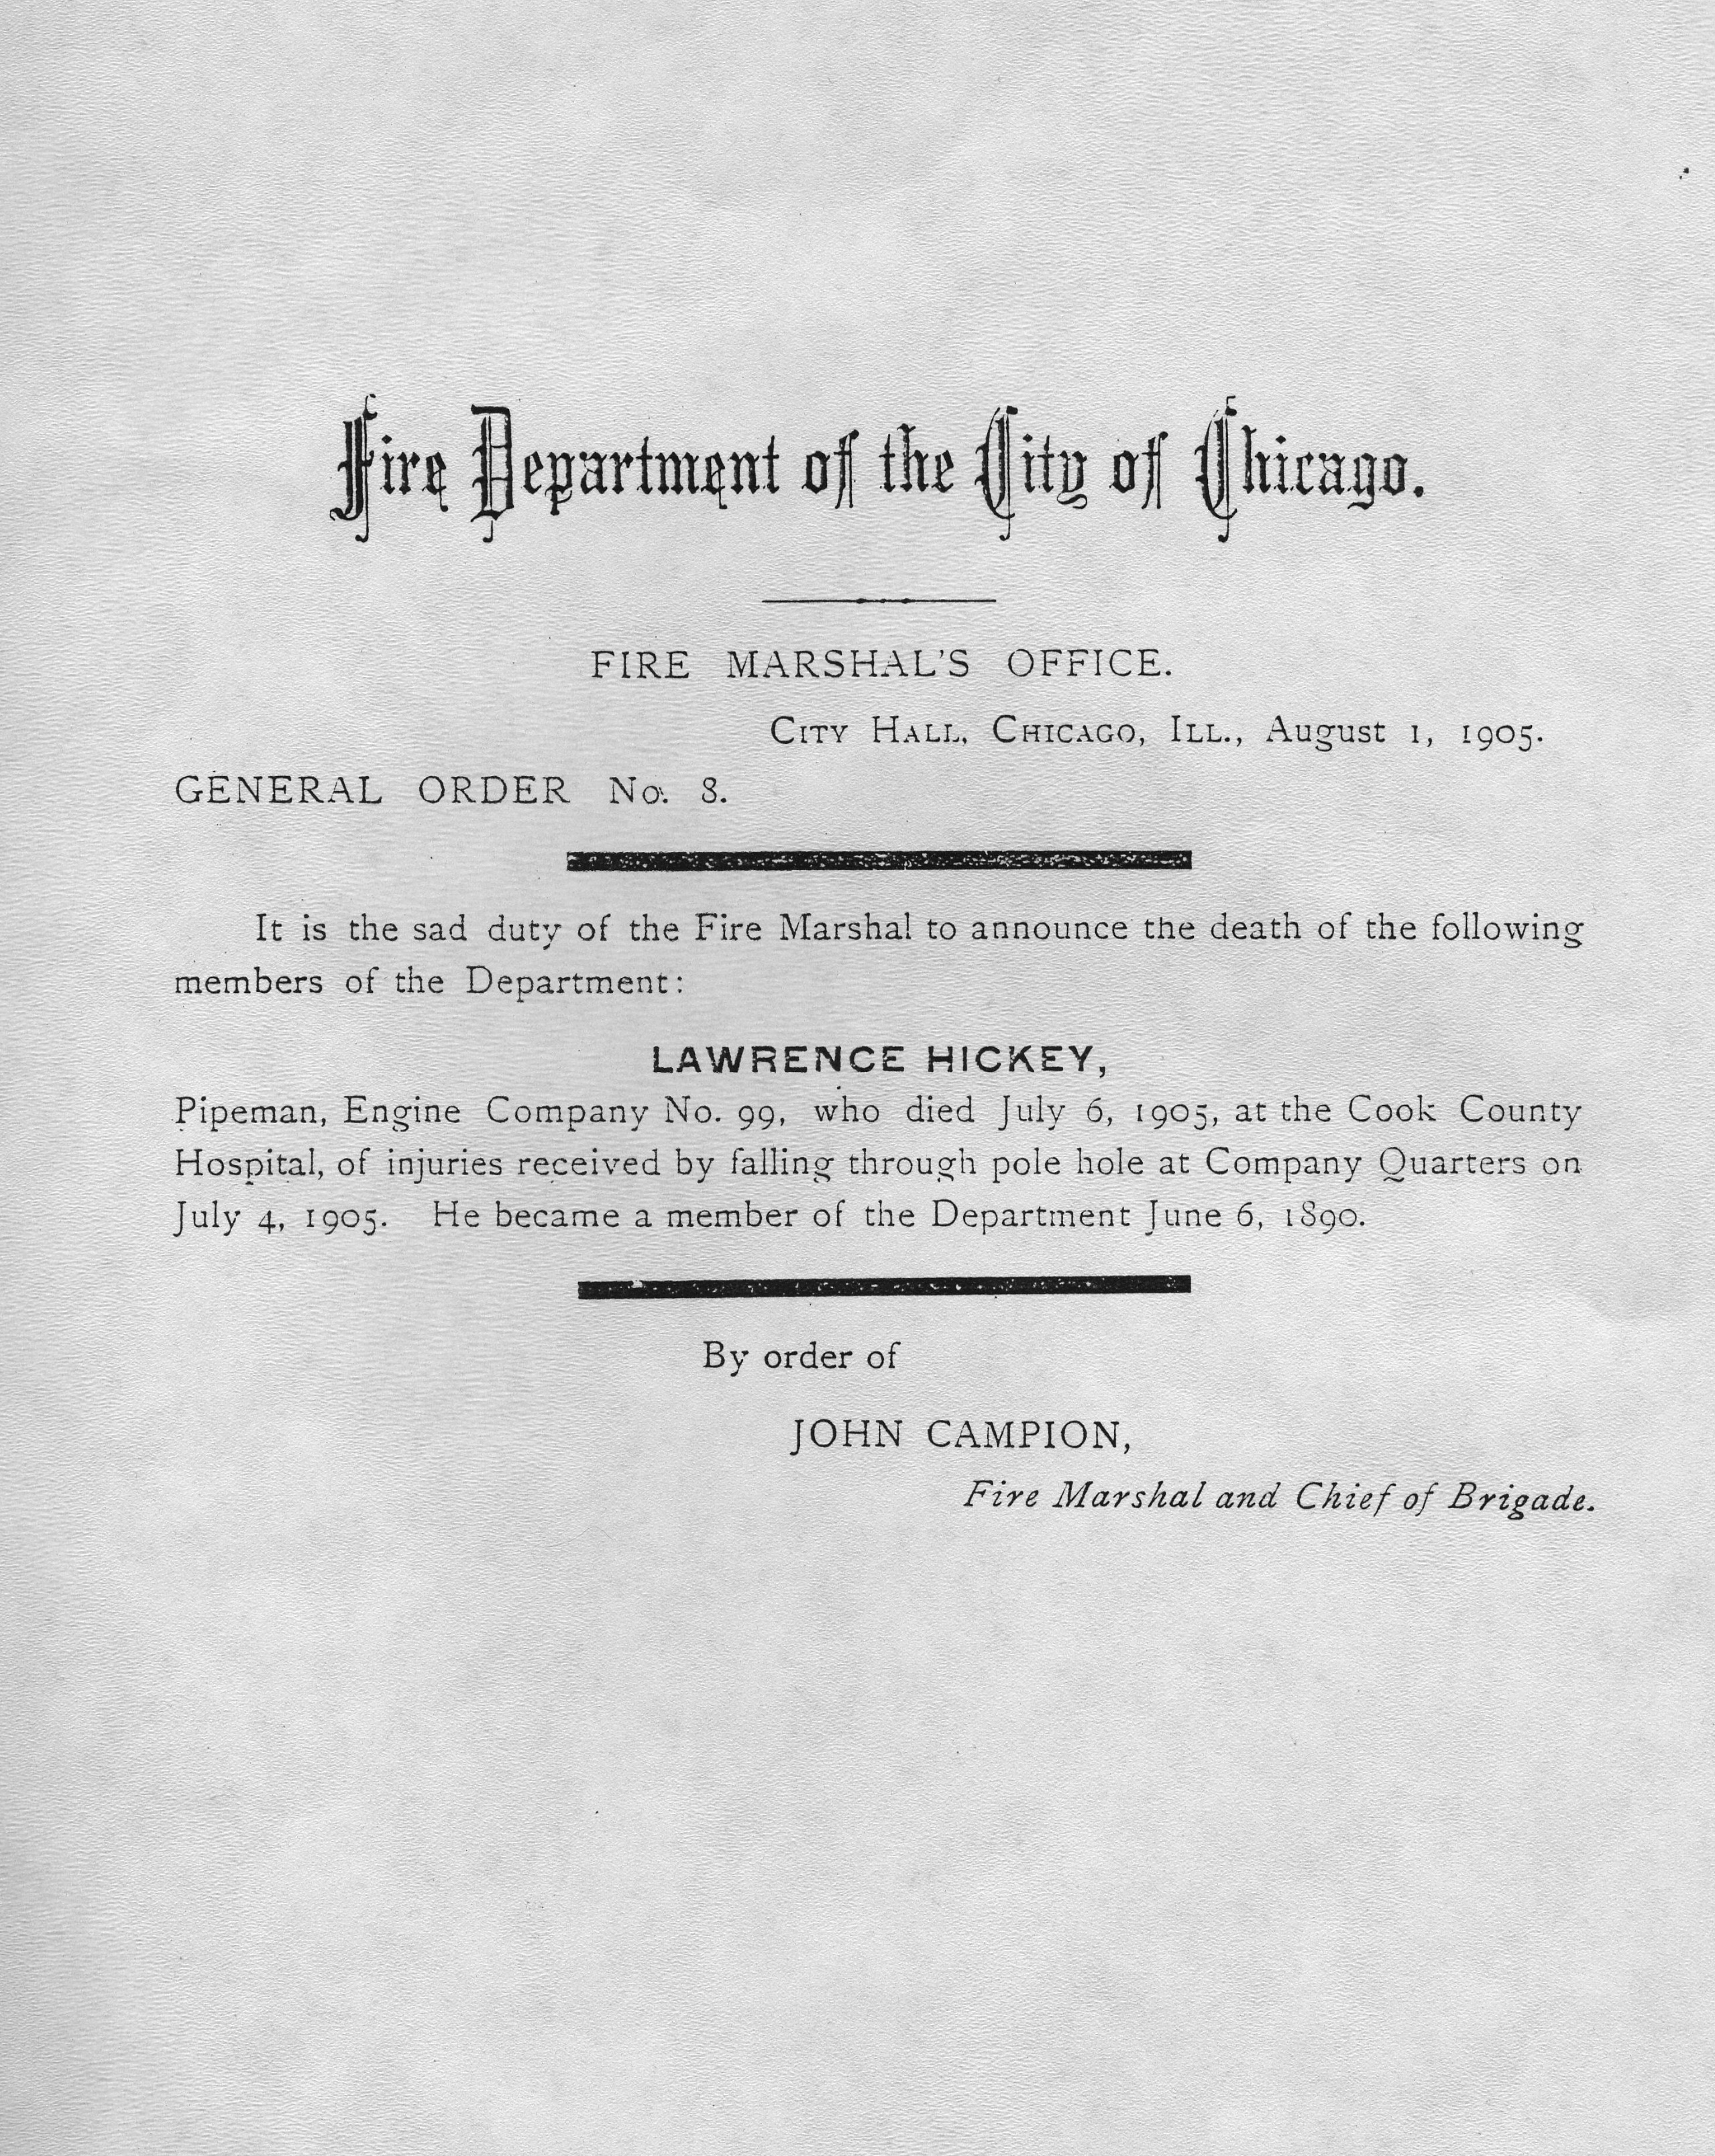 Fire Department of the City of Chicago.
FIRE MARSHAL'S OFFICE.
CITY HALL, CHICAGO, ILL., August 1, 1905.
GENERAL ORDER No. 8.
It is the sad duty of the Fire Marshal to announce the death of the following
members of the Department:
LAWRENCE HICKEY,
Pipeman, Engine Company No. 99, who died July 6, 1905, at the Cook County
Hospital, of injuries received by falling through pole hole at Company Quarters on
July 4, 1905. He became a member of the Department June 6, 1890.
By order of
JOHN CAMPION,
Fire Marshal and Chief of Brigade.